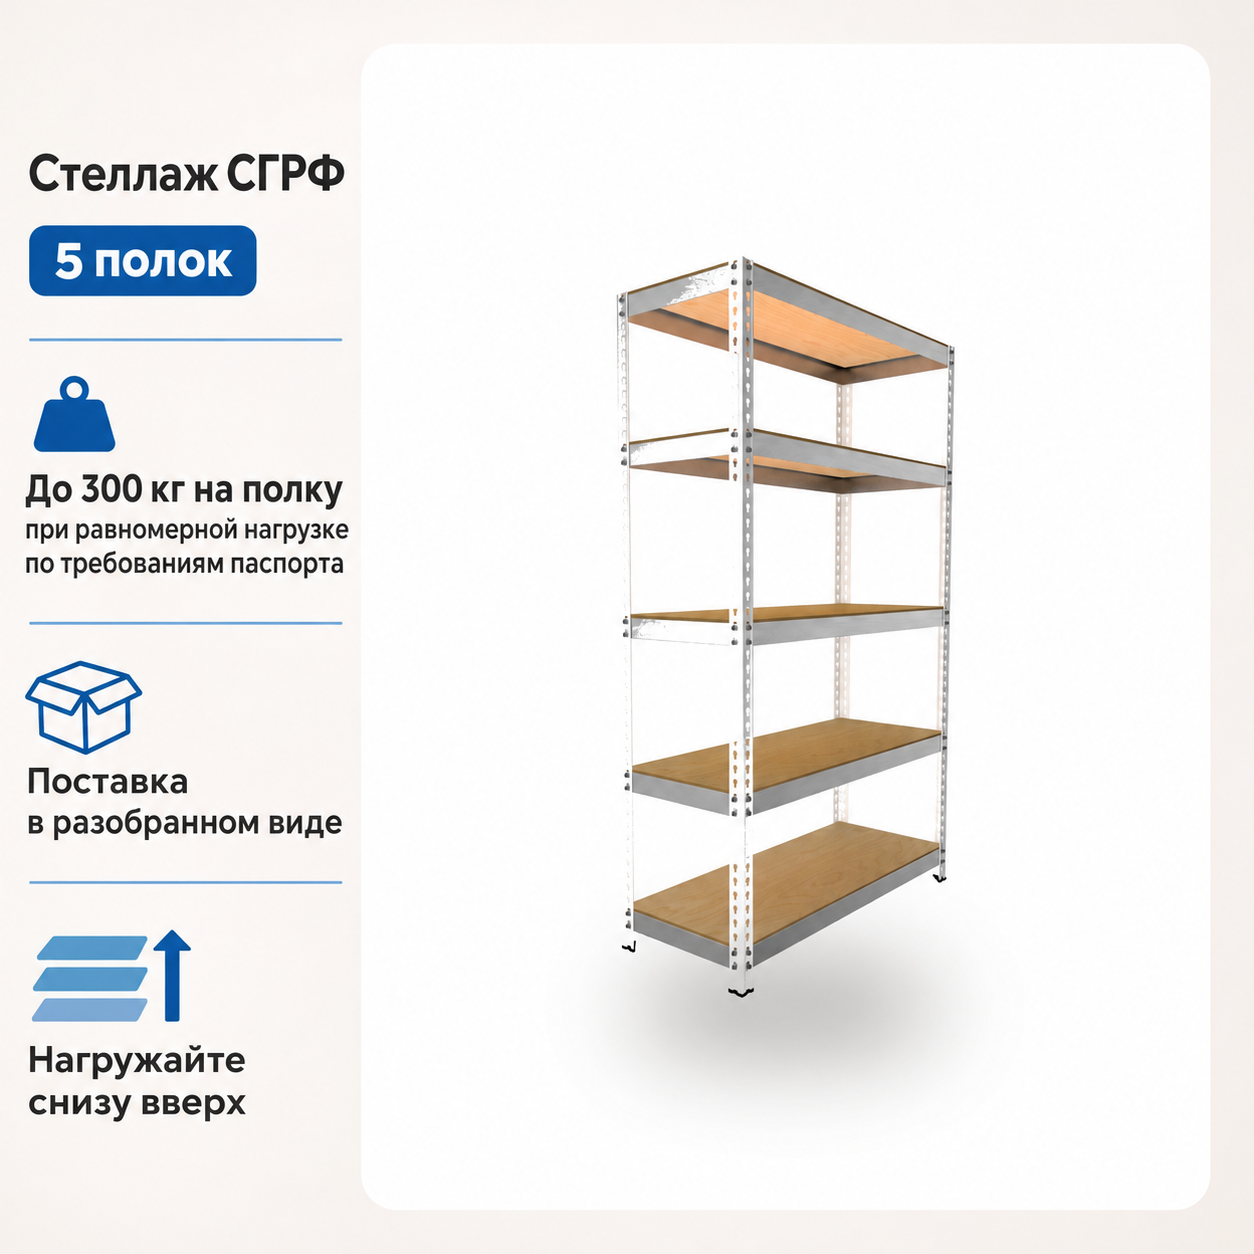 Стеллаж СГРФ
5 полок
До 300 кг на полку
при равномерной нагрузке
по требованиям паспорта
Поставка
в разобранном виде
Нагружайте
снизу вверх